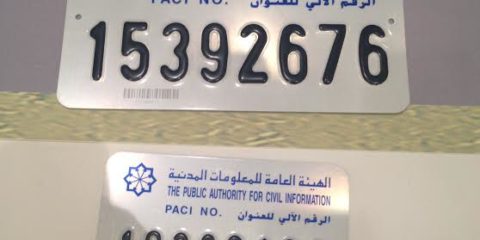 PACI NO. الرقم الآلي للعنوان
15392676
الهيئة العامة للمعلومات المدنية
THE PUBLIC AUTHORITY FOR CIVIL INFORMATION
PACI NO. الرقم الآلي للعنوان